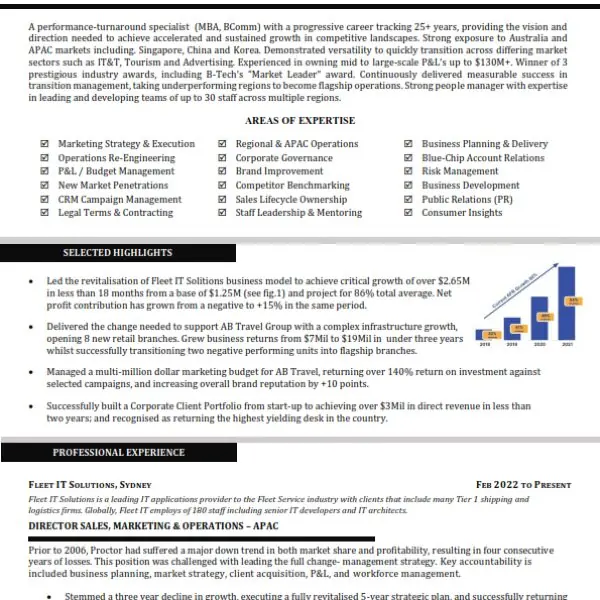 A performance-turnaround specialist (MBA, BComm) with a progressive career tracking 25+ years, providing the vision and
direction needed to achieve accelerated and sustained growth in competitive landscapes. Strong exposure to Australia and
APAC markets including. Singapore, China and Korea. Demonstrated versatility to quickly transition across differing market
sectors such as IT&T, Tourism and Advertising. Experienced in owning mid to large-scale P&L's up to $130M+. Winner of 3
prestigious industry awards, including B-Tech's "Market Leader" award. Continuously delivered measurable success in
transition management, taking underperforming regions to become flagship operations. Strong people manager with expertise
in leading and developing teams of up to 30 staff across multiple regions.
AREAS OF EXPERTISE
☑ Marketing Strategy & Execution ☑ Regional & APAC Operations ☑ Business Planning & Delivery
☑ Operations Re-Engineering ☑ Corporate Governance ☑ Blue-Chip Account Relations
☑ P&L / Budget Management ☑ Brand Improvement ☑ Risk Management
☑ New Market Penetrations ☑ Competitor Benchmarking ☑ Business Development
☑ CRM Campaign Management ☑ Sales Lifecycle Ownership ☑ Public Relations (PR)
☑ Legal Terms & Contracting ☑ Staff Leadership & Mentoring ☑ Consumer Insights
SELECTED HIGHLIGHTS
• Led the revitalisation of Fleet IT Solitions business model to achieve critical growth of over $2.65M
in less than 18 months from a base of $1.25M (see fig.1) and project for 86% total average. Net
profit contribution has grown from a negative to +15% in the same period.
2018 2019 2020 2021
• Delivered the change needed to support AB Travel Group with a complex infrastructure growth,
opening 8 new retail branches. Grew business returns from $7Mil to $19Mil in under three years
whilst successfully transitioning two negative performing units into flagship branches.
• Managed a multi-million dollar marketing budget for AB Travel, returning over 140% return on investment against
selected campaigns, and increasing overall brand reputation by +10 points.
• Successfully built a Corporate Client Portfolio from start-up to achieving over $3Mil in direct revenue in less than
two years; and recognised as returning the highest yielding desk in the country.
PROFESSIONAL EXPERIENCE
FLEET IT SOLUTIONS, SYDNEY FEB 2022 TO PRESENT
Fleet IT Solutions is a leading IT applications provider to the Fleet Service industry with clients that include many Tier 1 shipping and
logistics firms. Globally, Fleet IT employs of 180 staff including senior IT developers and IT architects.
DIRECTOR SALES, MARKETING & OPERATIONS – APAC
Prior to 2006, Proctor had suffered a major down trend in both market share and profitability, resulting in four consecutive
years of losses. This position was challenged with leading the full change- management strategy. Key accountability is
included business planning, market strategy, client acquisition, P&L, and workforce management.
• Stemmed a three year decline in growth, executing a fully revitalised 5-year strategic plan, and successfully returning